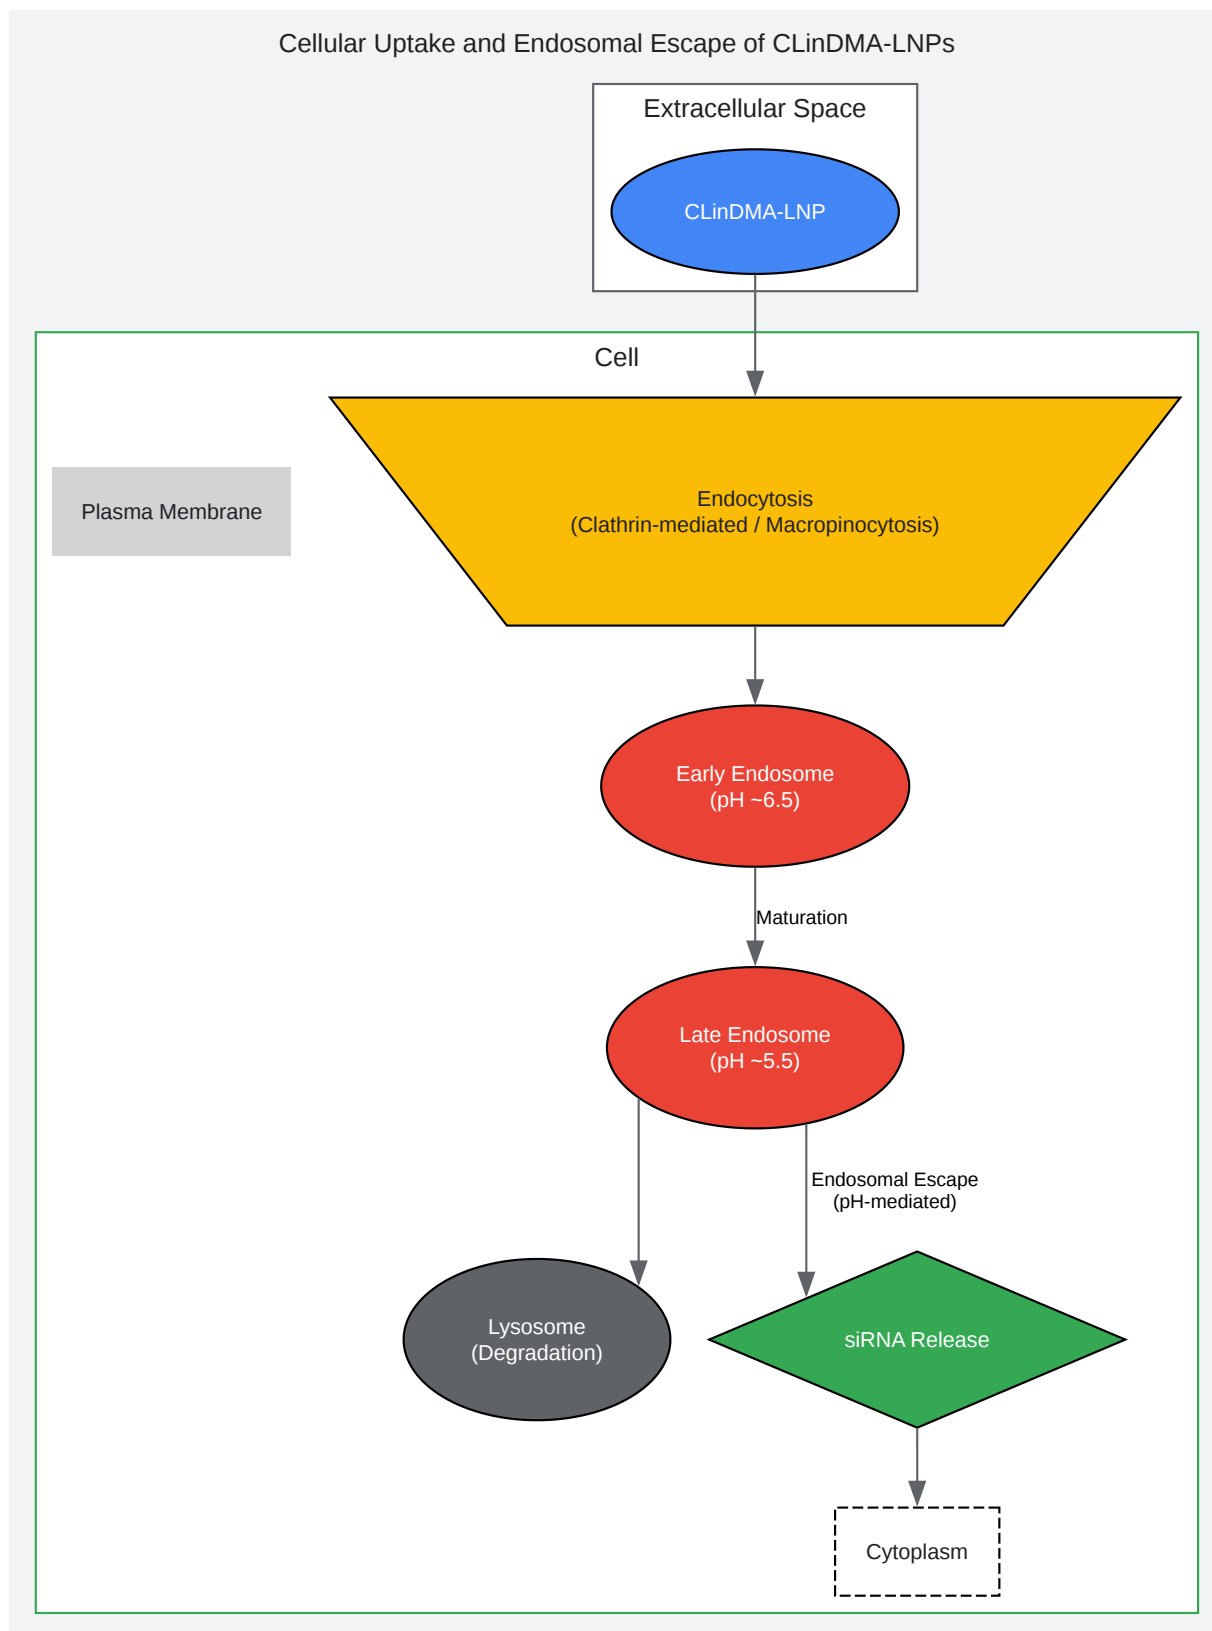 Cellular Uptake and Endosomal Escape of CLinDMA-LNPs
Extracellular Space
CLinDMA-LNP
Cell
Plasma Membrane
Endocytosis
(Clathrin-mediated / Macropinocytosis)
Early Endosome
(pH ~6.5)
Maturation
Late Endosome
(pH ~5.5)
Endosomal Escape
(pH-mediated)
Lysosome
(Degradation)
siRNA Release
Cytoplasm